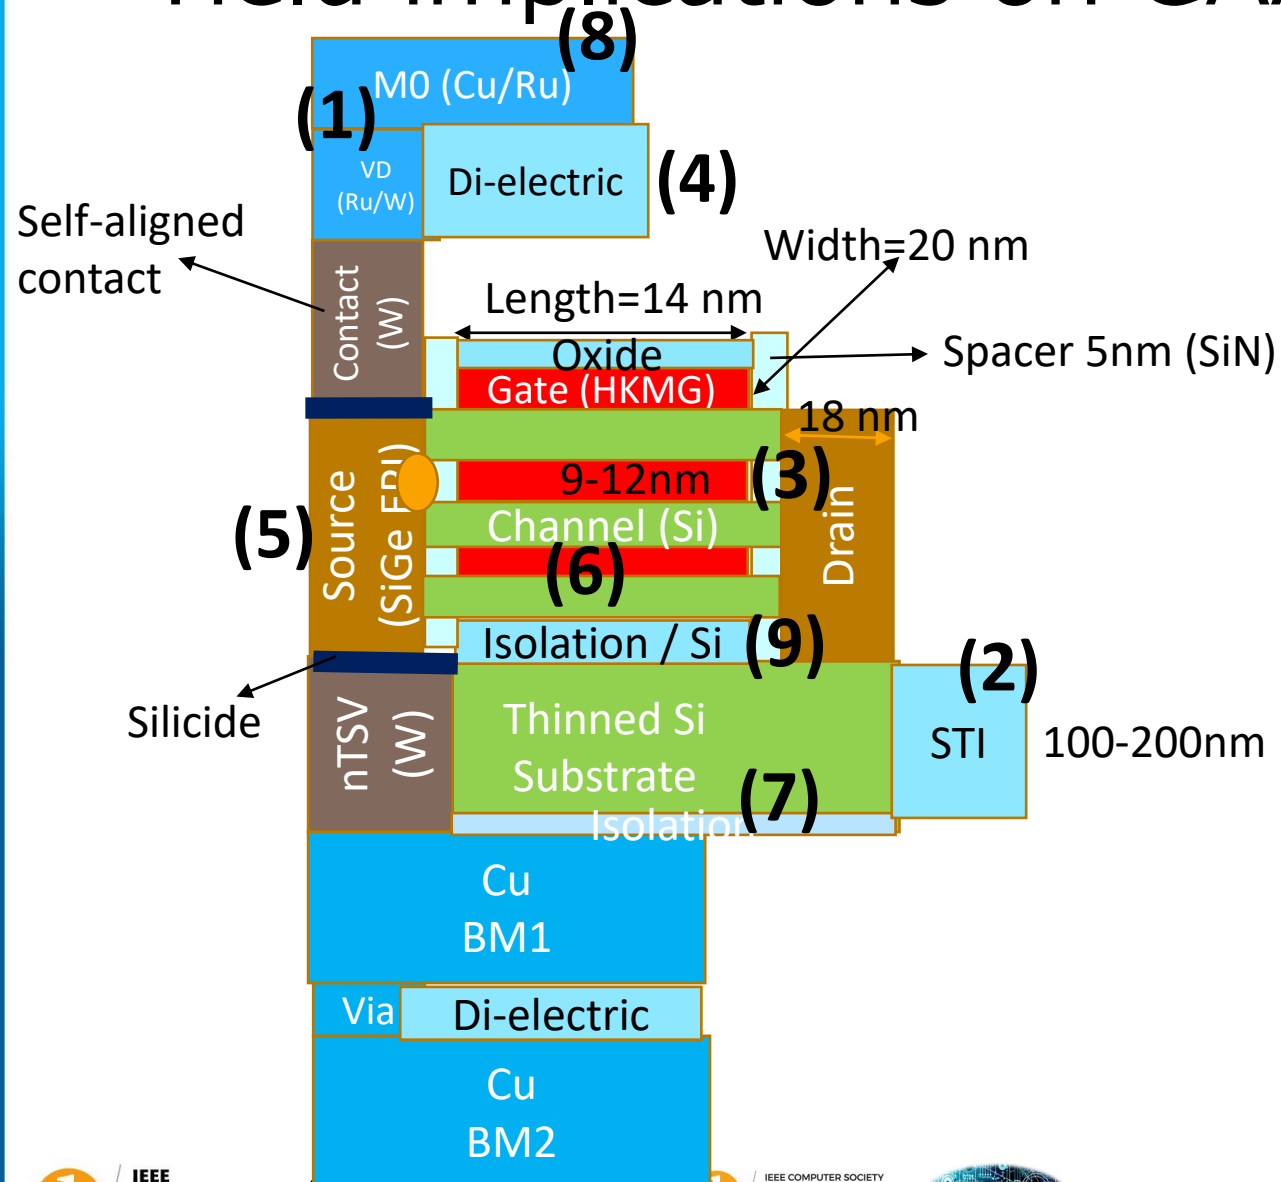 (8)
M0 (Cu/Ru)
(1)
VD
(Ru/W)
Di-electric
(4)
Self-aligned
contact
Width=20 nm
Contact
(W)
Length=14 nm
Oxide
Spacer 5nm (SiN)
Gate (HKMG)
18 nm
9-12nm
(3)
Source
(SiGe EPI)
(5)
Channel (Si)
Drain
(6)
Isolation / Si
(9)
(2)
Silicide
nTSV
(W)
Thinned Si
Substrate
STI
100-200nm
(7)
Isolation
Cu
BM1
Via
Di-electric
Cu
BM2
IEEE
IEEE COMPUTER SOCIETY